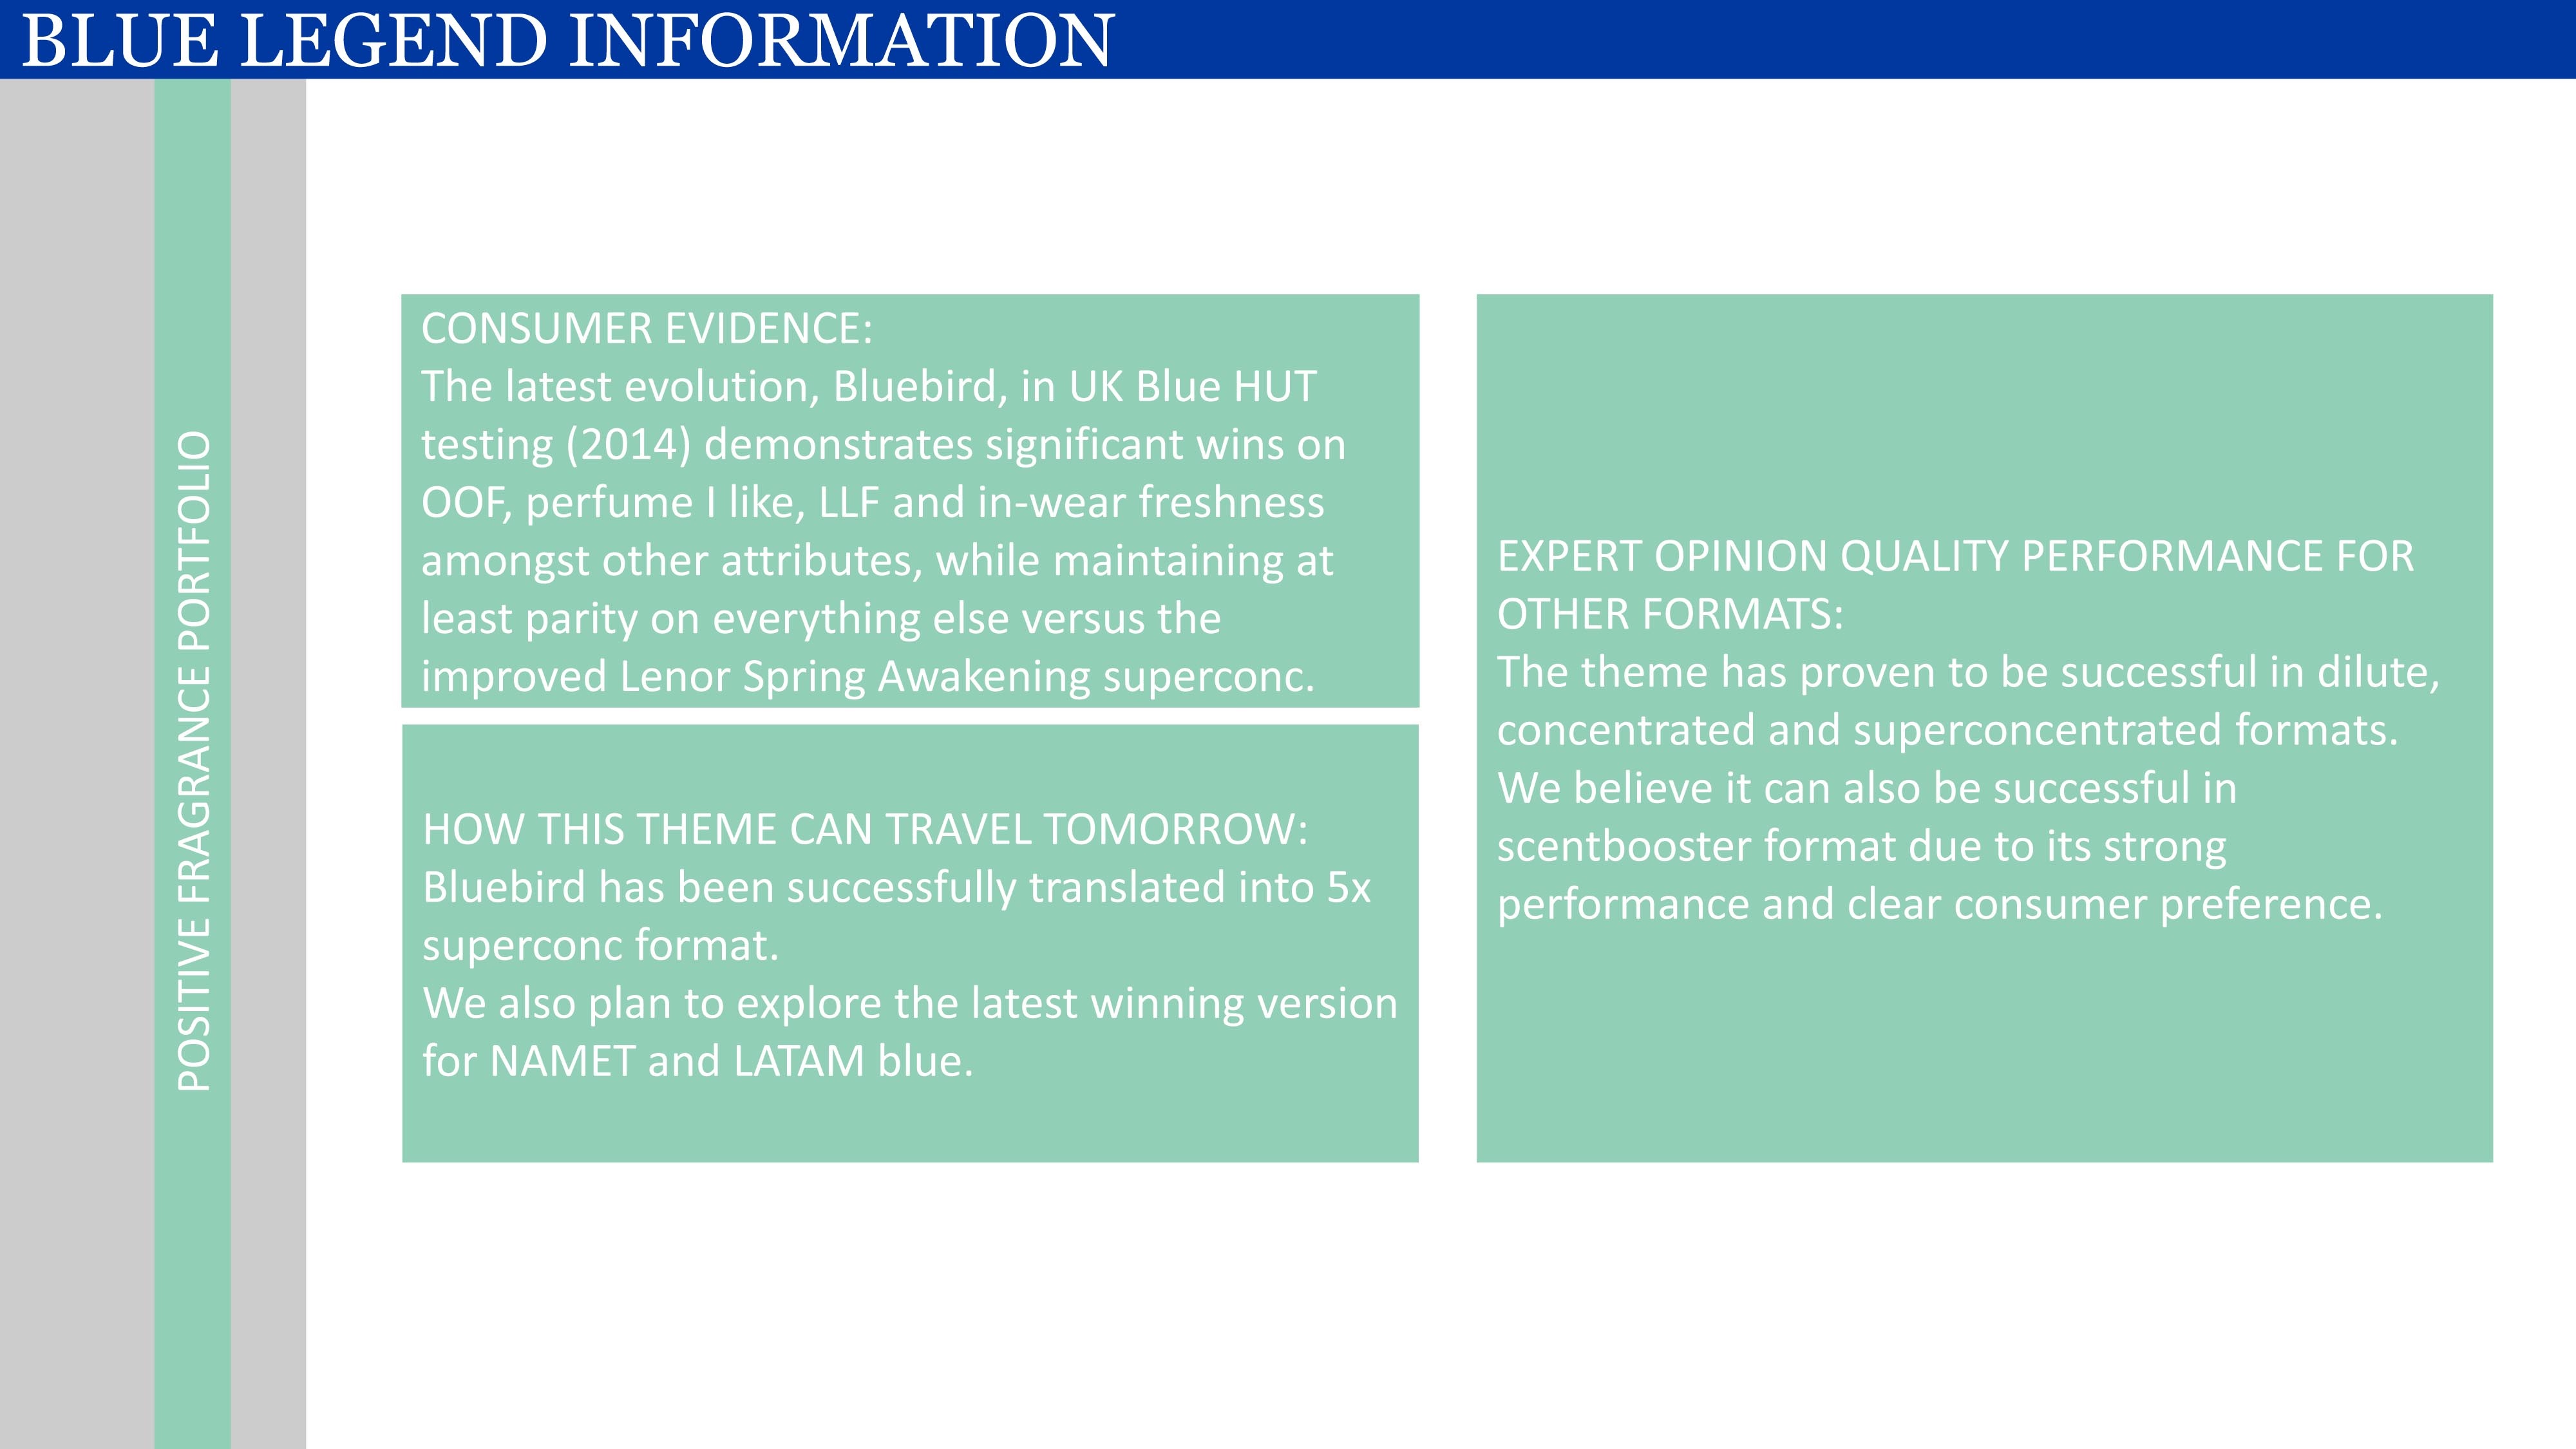 BLUE LEGEND INFORMATION
POSITIVE FRAGRANCE PORTFOLIO
CONSUMER EVIDENCE:
The latest evolution, Bluebird, in UK Blue HUT
testing (2014) demonstrates significant wins on
OOF, perfume I like, LLF and in-wear freshness
amongst other attributes, while maintaining at
least parity on everything else versus the
improved Lenor Spring Awakening superconc.
HOW THIS THEME CAN TRAVEL TOMORROW:
Bluebird has been successfully translated into 5x
superconc format.
We also plan to explore the latest winning version
for NAMET and LATAM blue.
EXPERT OPINION QUALITY PERFORMANCE FOR
OTHER FORMATS:
The theme has proven to be successful in dilute,
concentrated and superconcentrated formats.
We believe it can also be successful in
scentbooster format due to its strong
performance and clear consumer preference.